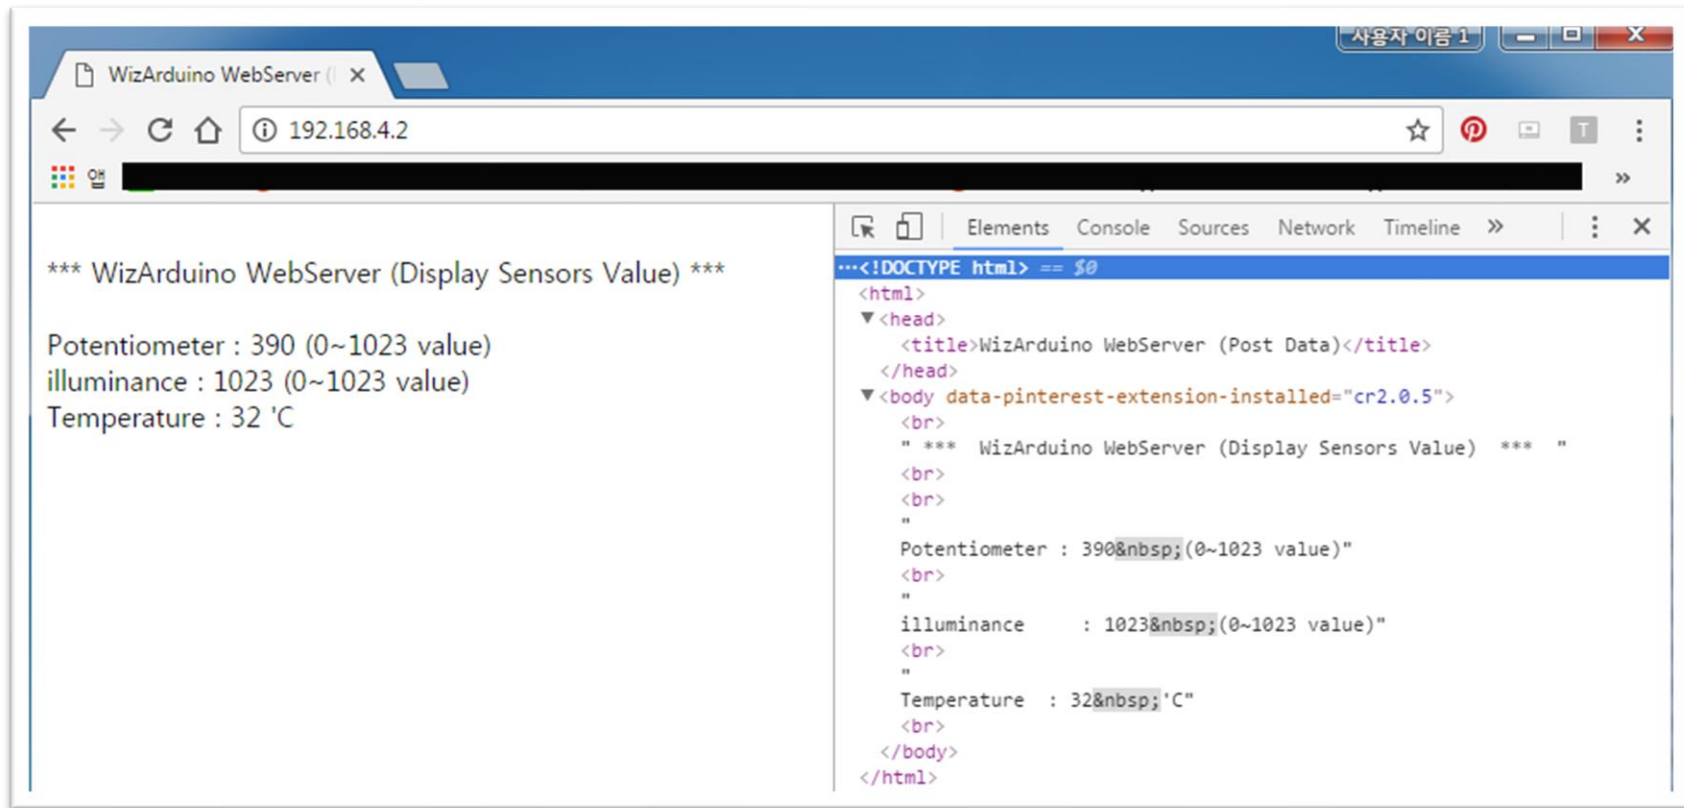 사용자 이름 1
WizArduino WebServer (
192.168.4.2
T
앱
»
Elements Console Sources Network Timeline »
*** WizArduino WebServer (Display Sensors Value) ***
Potentiometer : 390 (0~1023 value)
illuminance : 1023 (0~1023 value)
Temperature : 32 'C
···<!DOCTYPE html> == $0
<html>
▼<head>
<title>WizArduino WebServer (Post Data)</title>
</head>
▼<body data-pinterest-extension-installed="cr2.0.5">
<br>
" ***  WizArduino WebServer (Display Sensors Value)  ***  "
<br>
<br>
"
Potentiometer : 390&nbsp;(0~1023 value)"
<br>
"
illuminance     : 1023&nbsp;(0~1023 value)"
<br>
"
Temperature  : 32&nbsp;'C"
<br>
</body>
</html>